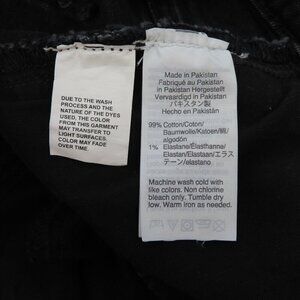 DUE TO THE WASH
PROCESS AND THE
NATURE OF THE DYES
USED, THE COLOR
FROM THIS GARMENT
MAY TRANSFER TO
LIGHT SURFACES.
COLOR MAY FADE
OVER TIME.
Made in Pakistan
Fabriqué au Pakistan
in Pakistan Hergestellt
Vervaardigd in Pakistan
パキスタン製
Hecho en Pakistán
99% Cotton/Coton/
Baumwolle/Katoen/綿/
algodón
1% Elastane/Élasthanne/
Elastan/Elastaan/エラス
テーン/elastano
Machine wash cold with
like colors. Non chlorine
bleach only. Tumble dry
low. Warm iron as needed.